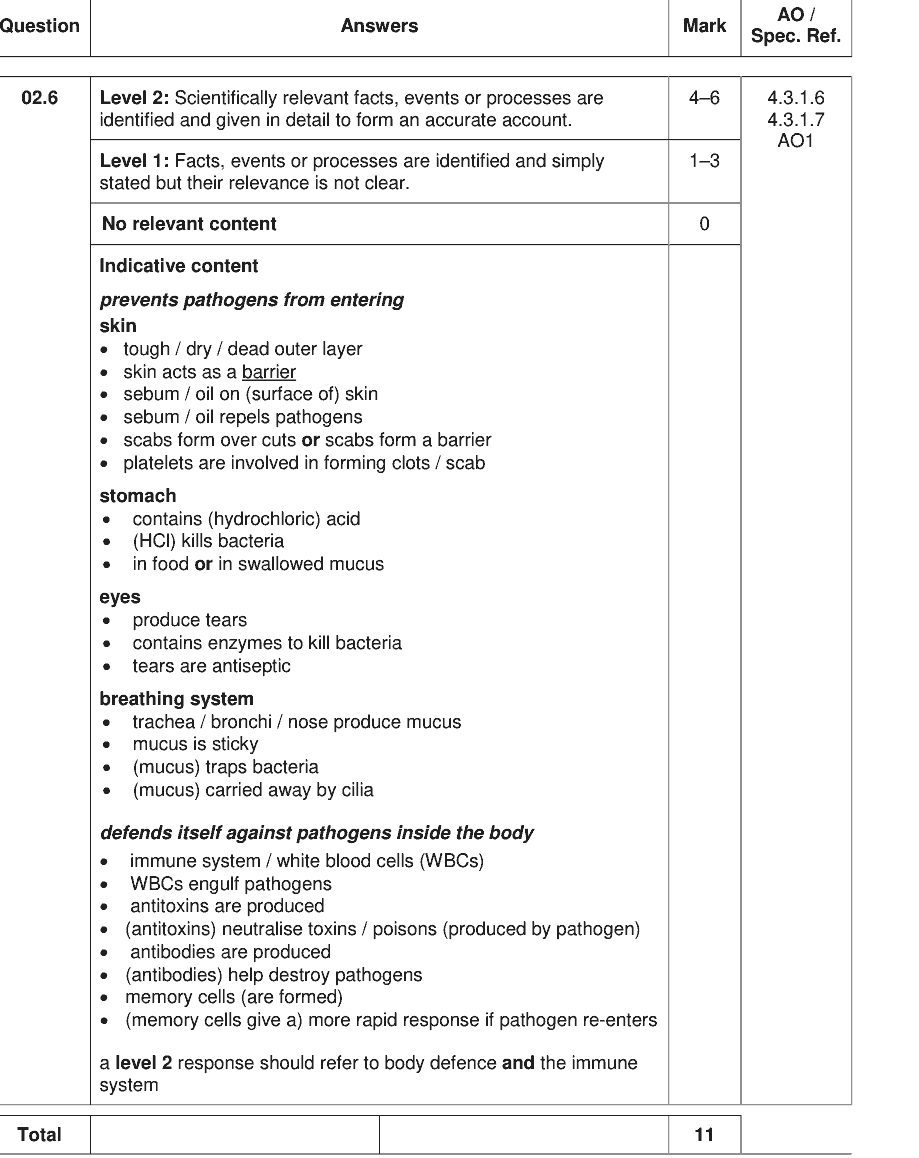 Question Answers Mark AO /
Spec. Ref.
02.6 Level 2: Scientifically relevant facts, events or processes are 4–6 4.3.1.6
identified and given in detail to form an accurate account. 4.3.1.7
AO1
Level 1: Facts, events or processes are identified and simply 1–3
stated but their relevance is not clear.
No relevant content 0
Indicative content
prevents pathogens from entering
skin
• tough / dry / dead outer layer
• skin acts as a barrier
• sebum / oil on (surface of) skin
• sebum / oil repels pathogens
• scabs form over cuts or scabs form a barrier
• platelets are involved in forming clots / scab
stomach
• contains (hydrochloric) acid
• (HCl) kills bacteria
• in food or in swallowed mucus
eyes
• produce tears
• contains enzymes to kill bacteria
• tears are antiseptic
breathing system
• trachea / bronchi / nose produce mucus
• mucus is sticky
• (mucus) traps bacteria
• (mucus) carried away by cilia
defends itself against pathogens inside the body
• immune system / white blood cells (WBCs)
• WBCs engulf pathogens
• antitoxins are produced
• (antitoxins) neutralise toxins / poisons (produced by pathogen)
• antibodies are produced
• (antibodies) help destroy pathogens
• memory cells (are formed)
• (memory cells give a) more rapid response if pathogen re-enters
a level 2 response should refer to body defence and the immune
system
Total 11